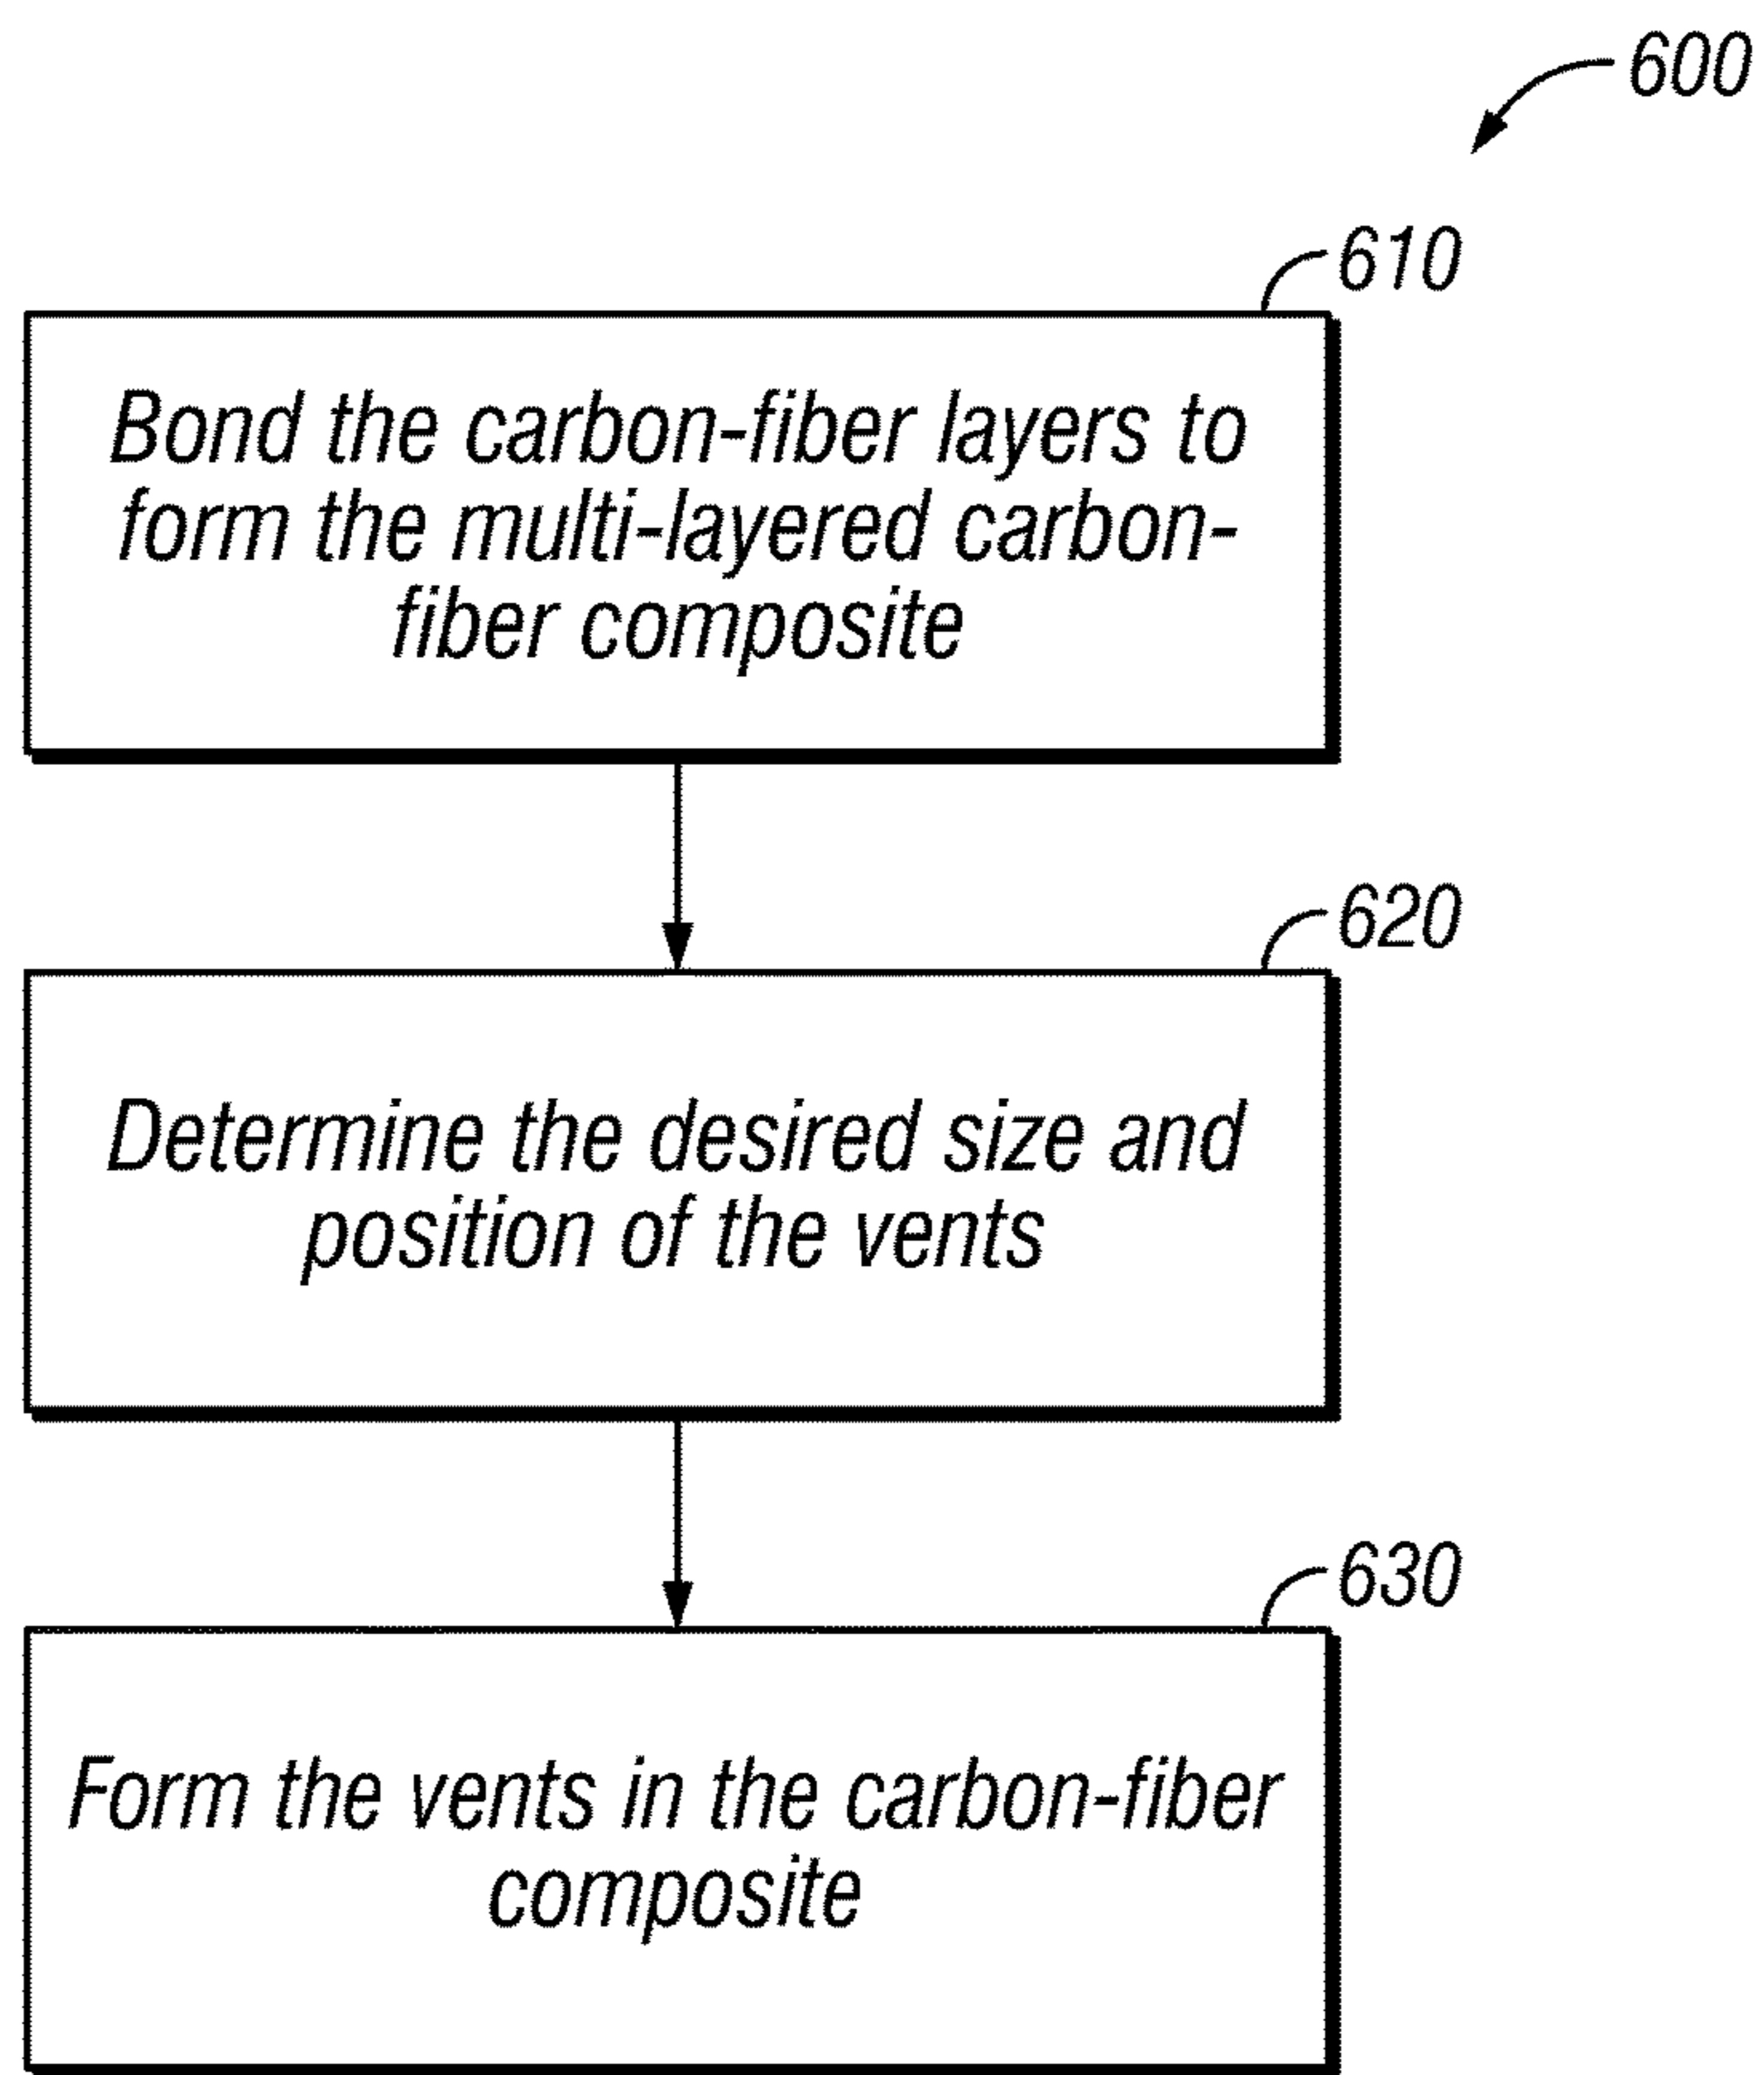 600
610
Bond the carbon-fiber layers to
form the multi-layered carbon-
fiber composite
620
Determine the desired size and
position of the vents
630
Form the vents in the carbon-fiber
composite